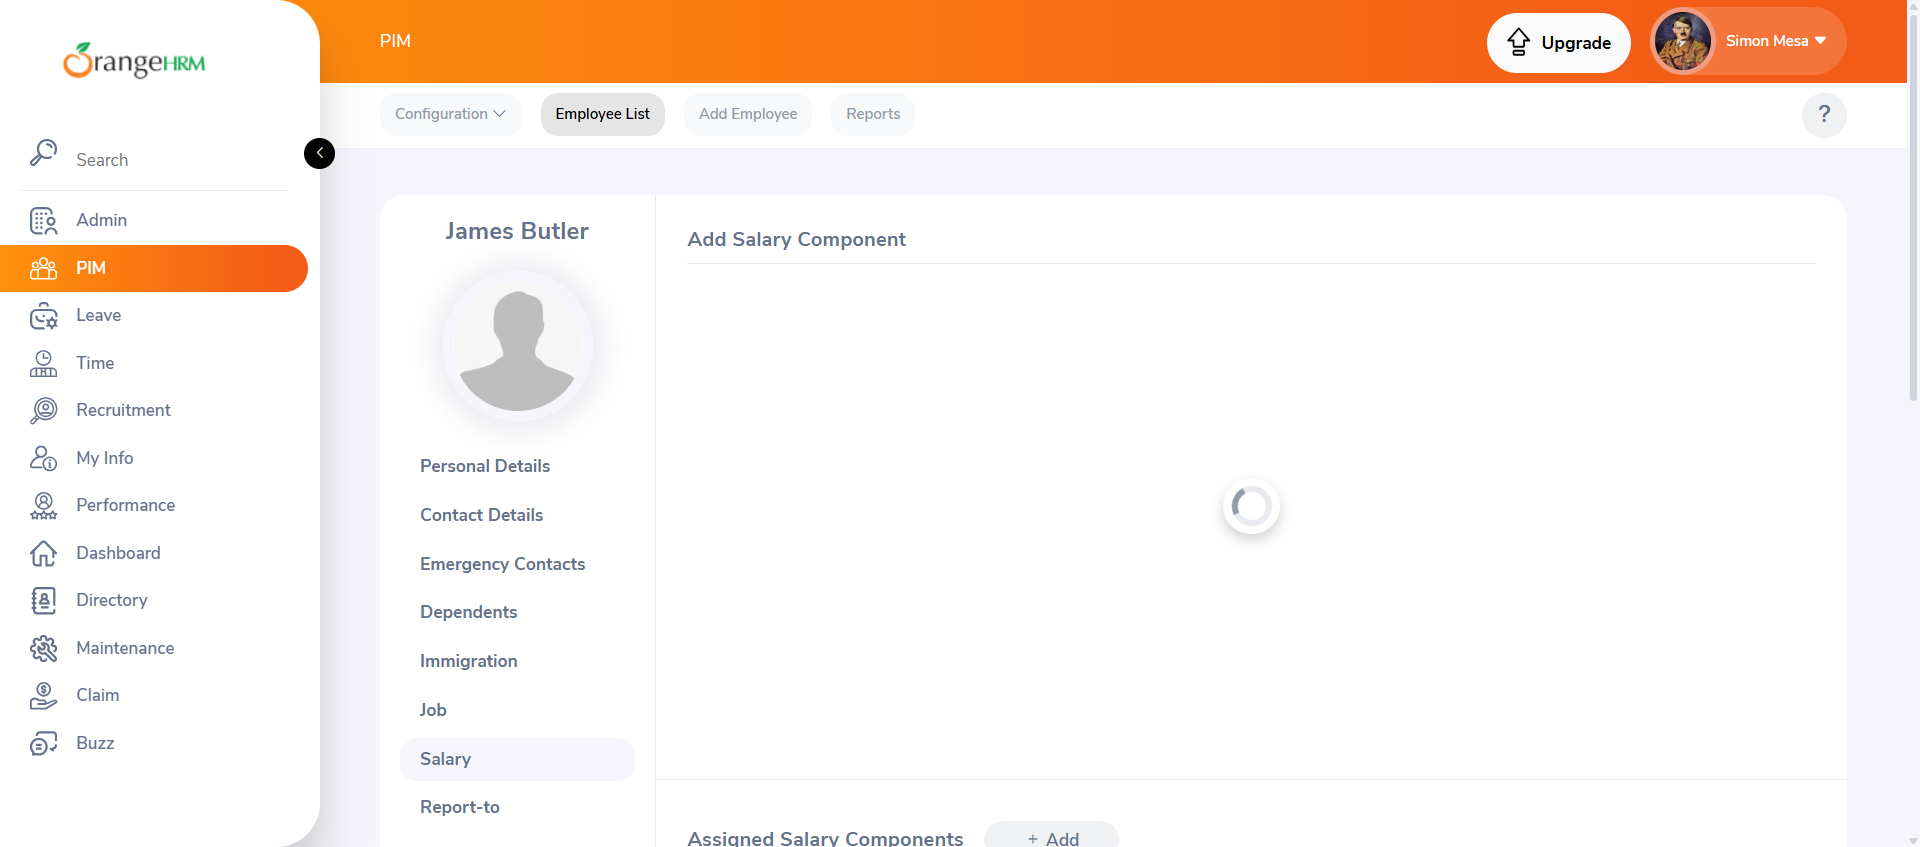 OrangeHRM
PIM
Upgrade
Simon Mesa
Configuration
Employee List
Add Employee
Reports
?
Search
Admin
PIM
Leave
Time
Recruitment
My Info
Performance
Dashboard
Directory
Maintenance
Claim
Buzz
James Butler
Personal Details
Contact Details
Emergency Contacts
Dependents
Immigration
Job
Salary
Report-to
Add Salary Component
Assigned Salary Components
+ Add